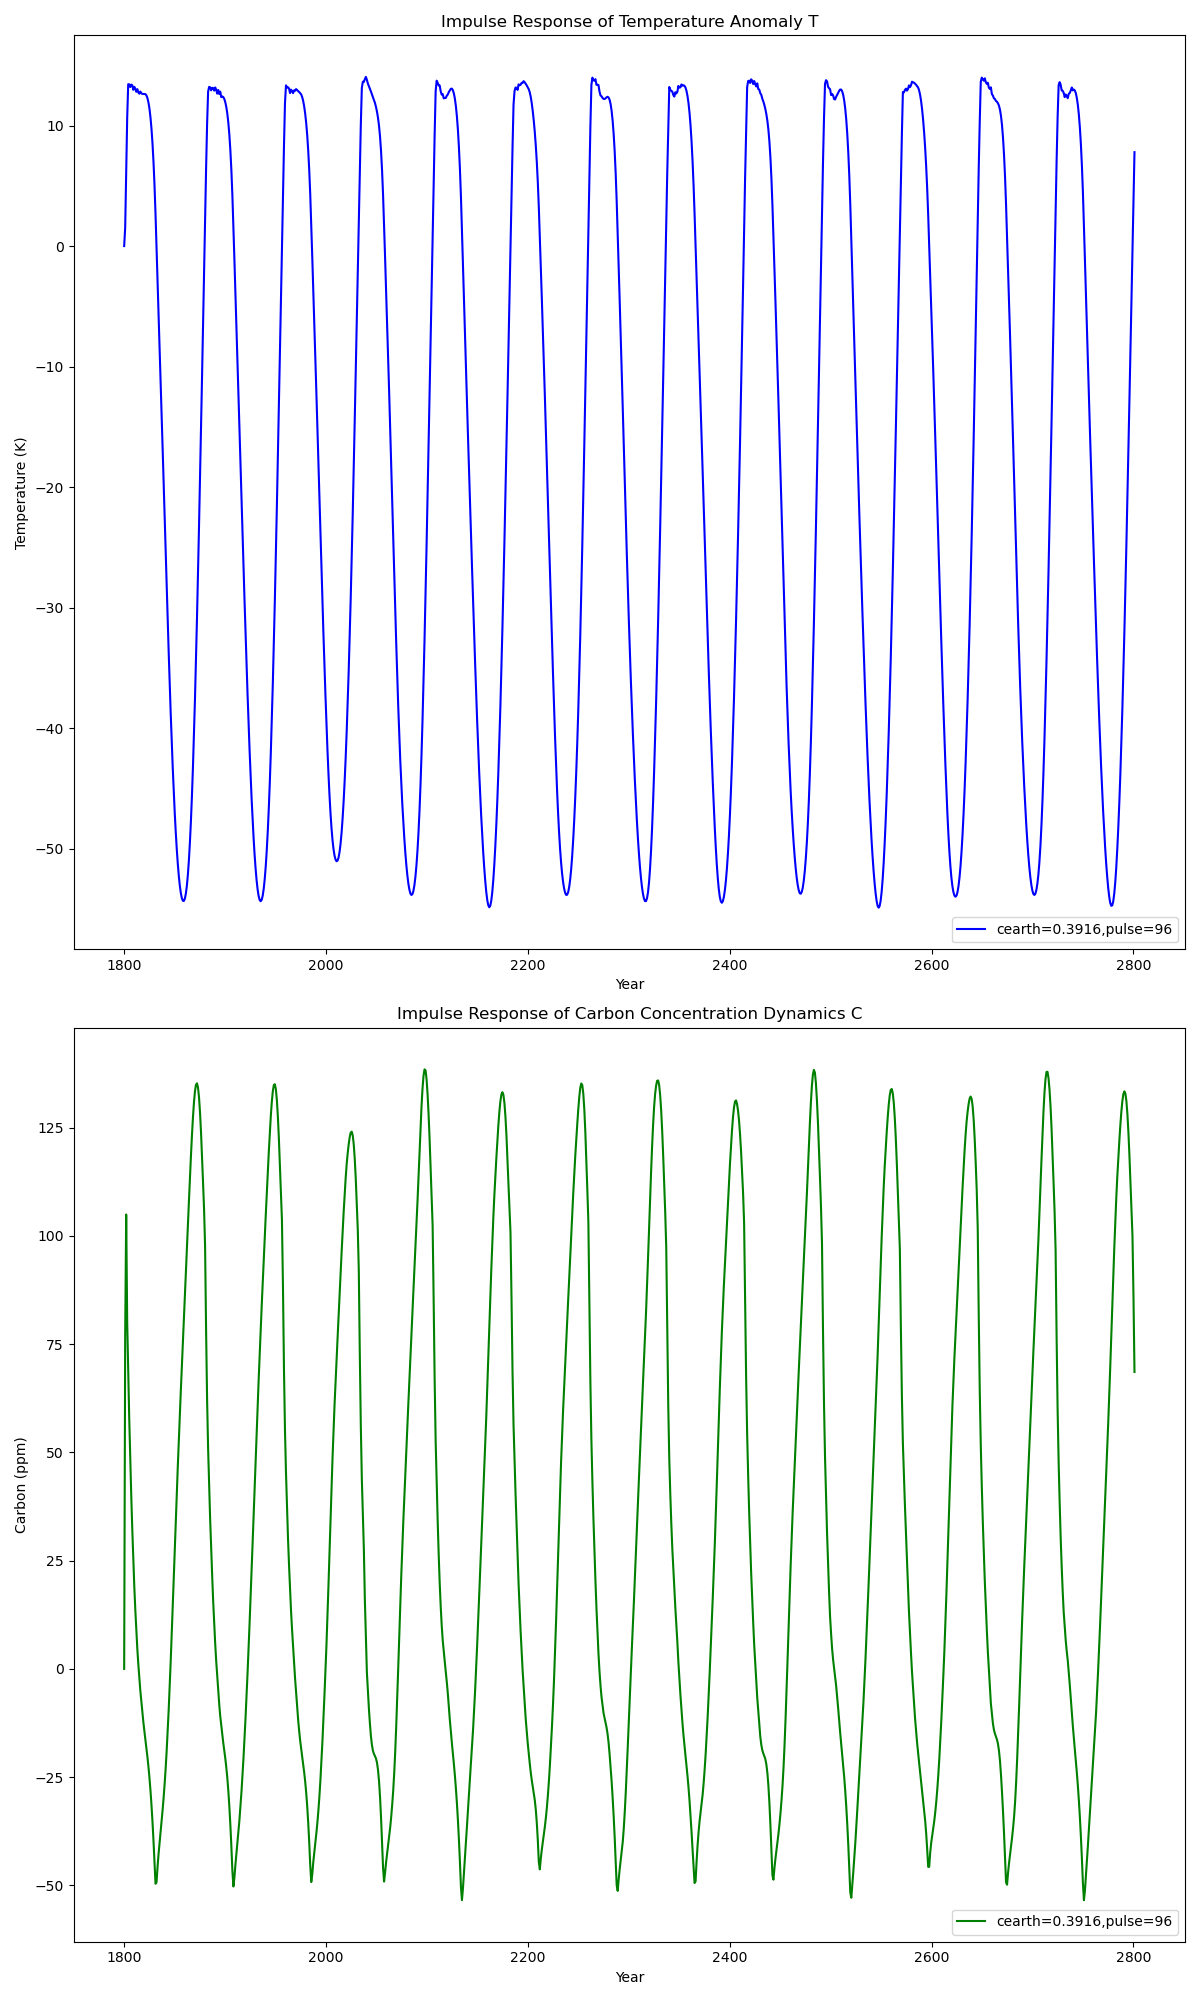 Impulse Response of Temperature Anomaly T
Temperature (K)
10
0
−10
−20
−30
−40
−50
cearth=0.3916,pulse=96
1800 2000 2200 2400 2600 2800
Year
Impulse Response of Carbon Concentration Dynamics C
Carbon (ppm)
125
100
75
50
25
0
−25
−50
cearth=0.3916,pulse=96
1800 2000 2200 2400 2600 2800
Year